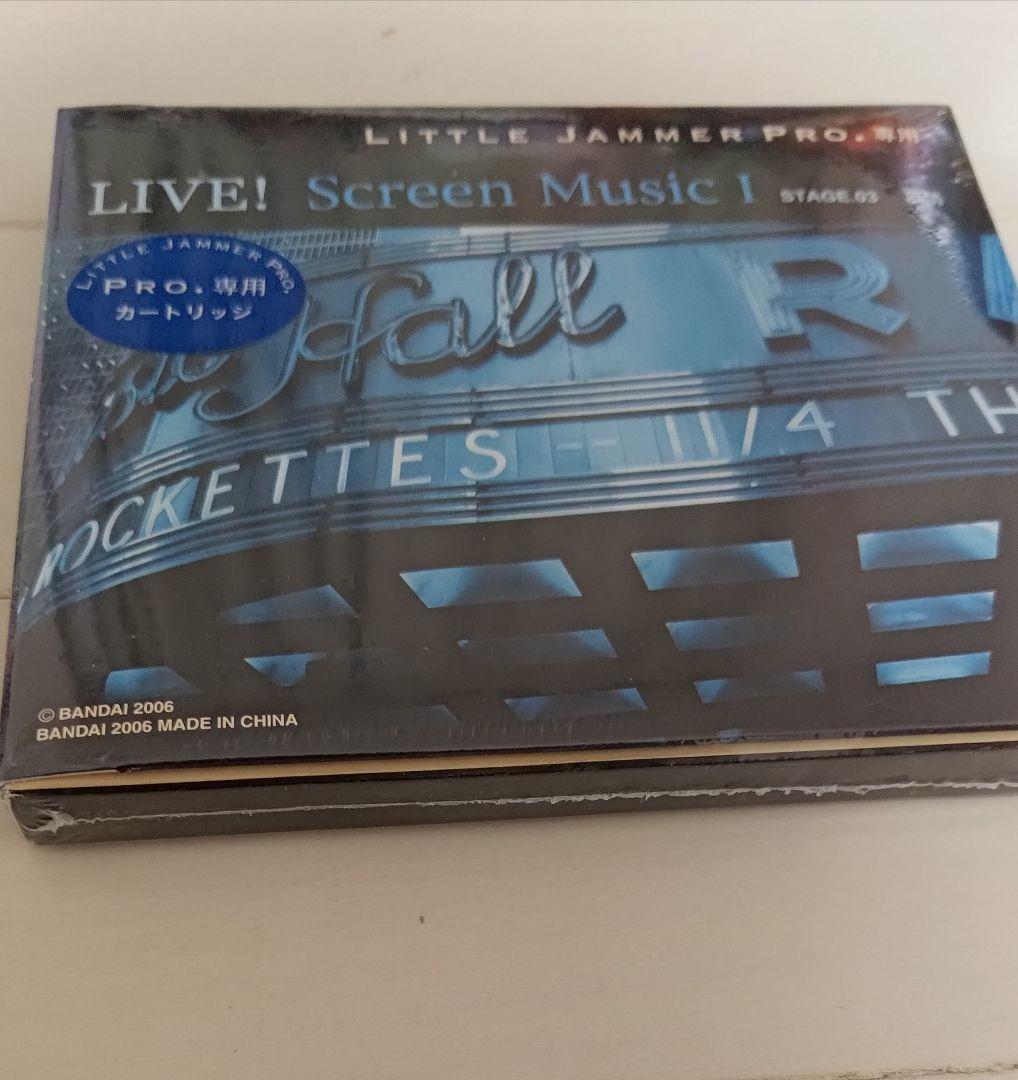 LITTLE JAMMER PRO. 専用
LIVE! Screen Music I STAGE.03
LITTLE JAMMER PRO.
PRO. 専用
カートリッジ
Hall R
ROCKETTES -- 11/4 TH
© BANDAI 2006
BANDAI 2006 MADE IN CHINA